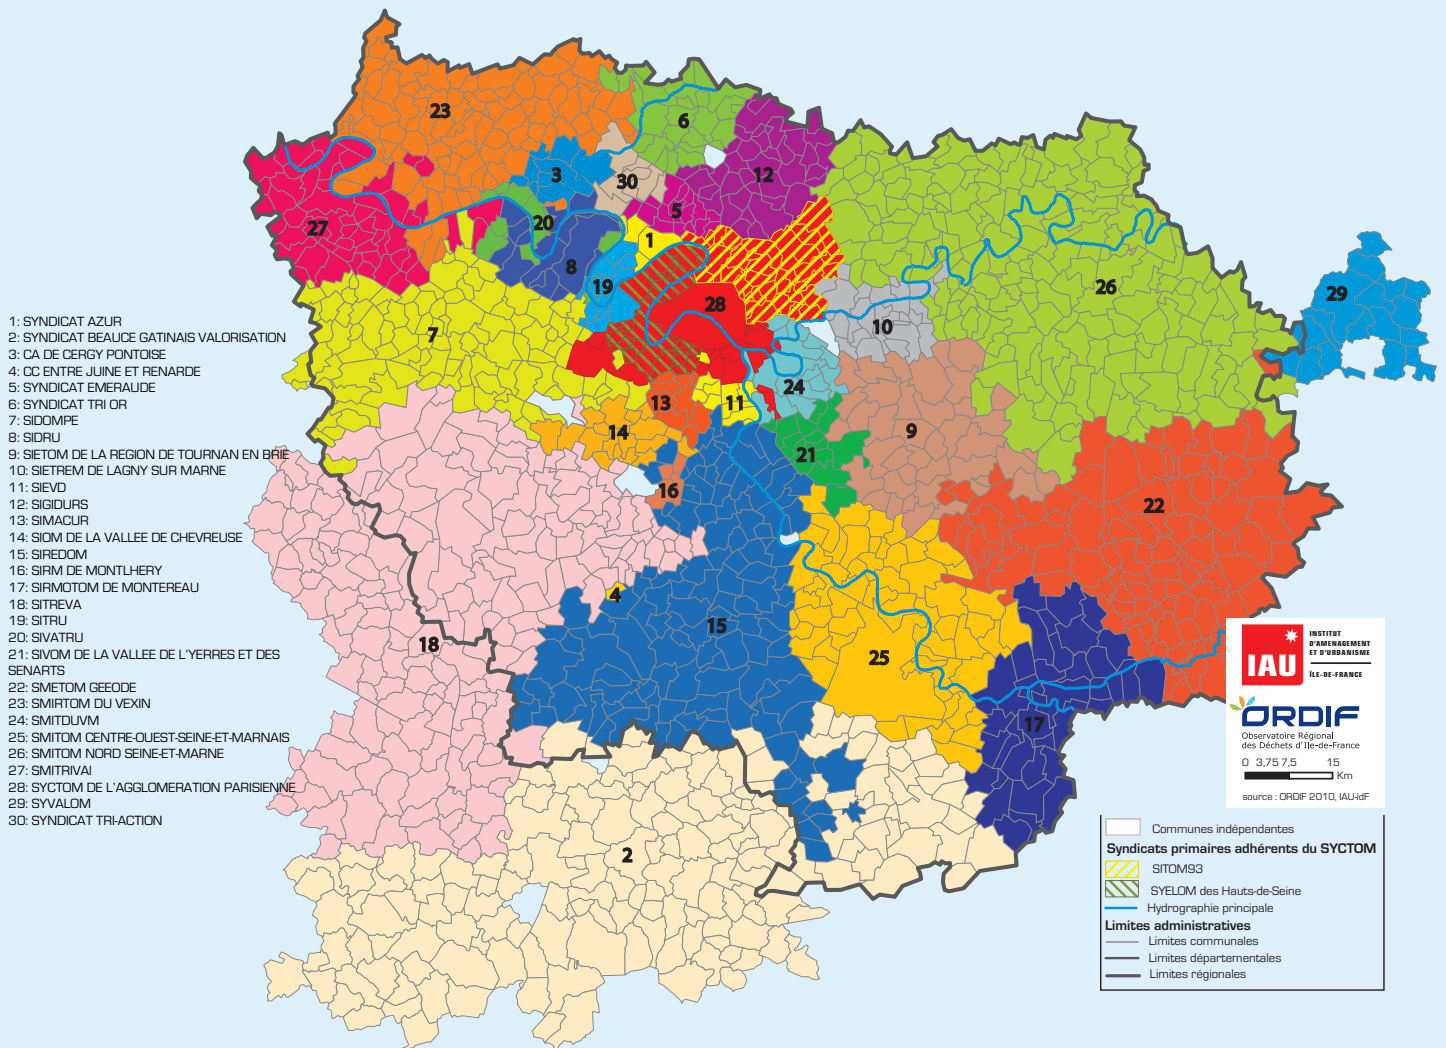 1: SYNDICAT AZUR
2: SYNDICAT BEAUCE GATINAIS VALORISATION
3: CA DE CERGY PONTOISE
4: CC ENTRE JUINE ET RENARDE
5: SYNDICAT EMERAUDE
6: SYNDICAT TRI OR
7: SIDOMPE
8: SIDRU
9: SIETOM DE LA REGION DE TOURNAN EN BRIE
10: SIETREM DE LAGNY SUR MARNE
11: SIEVD
12: SIGIDURS
13: SIMACUR
14: SIOM DE LA VALLEE DE CHEVREUSE
15: SIREDOM
16: SIRM DE MONTLHERY
17: SIRMOTOM DE MONTEREAU
18: SITREVA
19: SITRU
20: SIVATRU
21: SIVOM DE LA VALLEE DE L'YERRES ET DES
SENARTS
22: SMETOM GEEODE
23: SMIRTOM DU VEXIN
24: SMITDUVM
25: SMITOM CENTRE-OUEST-SEINE-ET-MARNAIS
26: SMITOM NORD SEINE-ET-MARNE
27: SMITRIVAL
28: SYCTOM DE L'AGGLOMERATION PARISIENNE
29: SYVALOM
30: SYNDICAT TRI-ACTION
23
6
3
30
12
5
27
20
1
8
19
28
26
29
7
10
24
13
11
14
9
21
16
22
4
15
18
25
17
2
IAU
INSTITUT
D'AMENAGEMENT
ET D'URBANISME
ÎLE-DE-FRANCE
ORDIF
Observatoire Régional
des Déchets d'Ile-de-France
0 3,75 7,5 15
Km
source : ORDIF 2010, IAU-idF
Communes indépendantes
Syndicats primaires adhérents du SYCTOM
SITOM93
SYELOM des Hauts-de-Seine
Hydrographie principale
Limites administratives
Limites communales
Limites départementales
Limites régionales